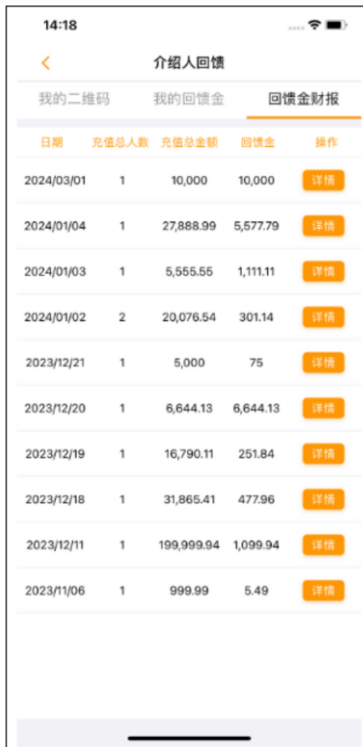 14:18
介绍人回馈
我的二维码 我的回馈金 回馈金财报
日期 充值总人数 充值总金额 回馈金 操作
2024/03/01 1 10,000 10,000 详情
2024/01/04 1 27,888.99 5,577.79 详情
2024/01/03 1 5,555.55 1,111.11 详情
2024/01/02 2 20,076.54 301.14 详情
2023/12/21 1 5,000 75 详情
2023/12/20 1 6,644.13 6,644.13 详情
2023/12/19 1 16,790.11 251.84 详情
2023/12/18 1 31,865.41 477.96 详情
2023/12/11 1 199,999.94 1,099.94 详情
2023/11/06 1 999.99 5.49 详情